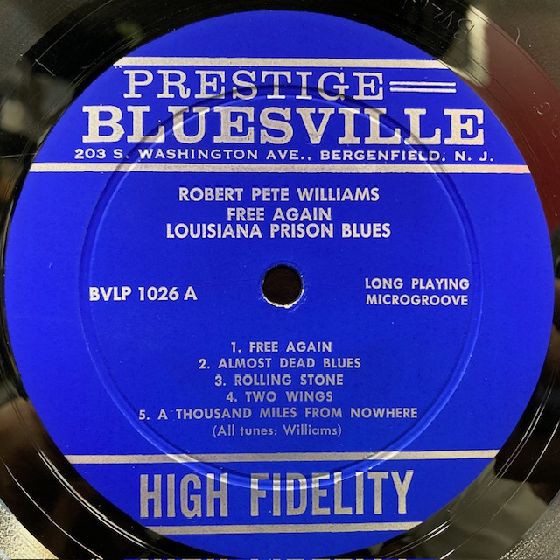 PRESTIGE
BLUESVILLE
203 S. WASHINGTON AVE., BERGENFIELD, N. J.
ROBERT PETE WILLIAMS
FREE AGAIN
LOUISIANA PRISON BLUES
BVLP 1026 A
LONG PLAYING
MICROGROOVE
1. FREE AGAIN
2. ALMOST DEAD BLUES
3. ROLLING STONE
4. TWO WINGS
5. A THOUSAND MILES FROM NOWHERE
(All tunes: Williams)
HIGH FIDELITY